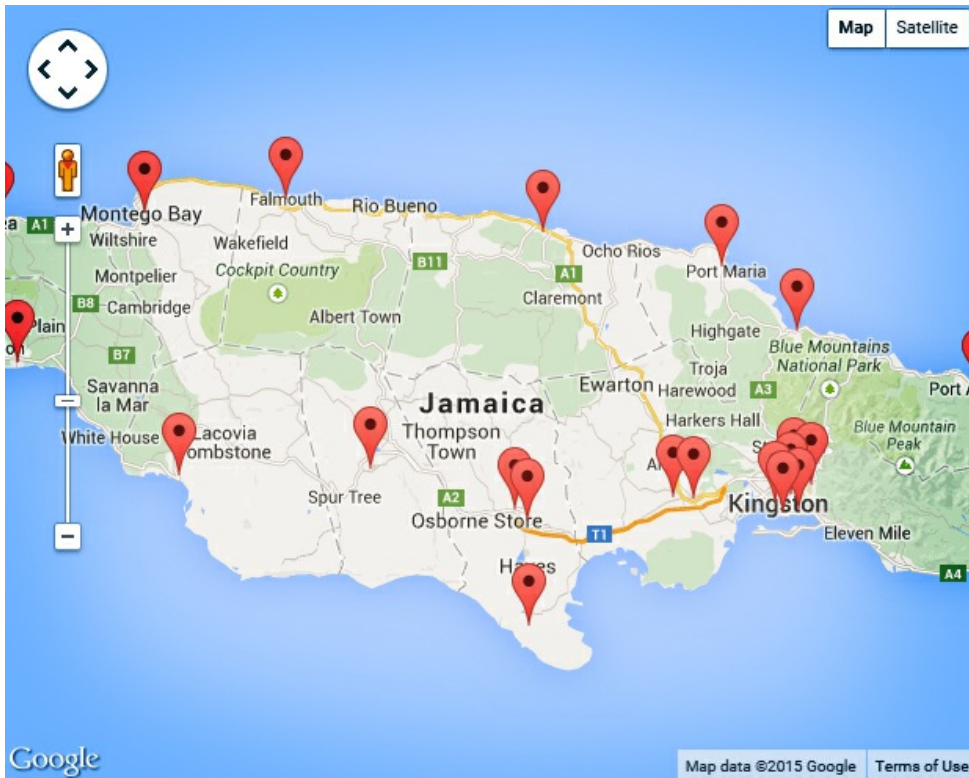 Map Satellite
Falmouth
Rio Bueno
Montego Bay
A1
Wiltshire
Wakefield
Ocho Rios
Port Maria
Cockpit Country
B11
A1
Montpelier
Claremont
B8
Cambridge
Albert Town
Plain
Highgate
B7
Blue Mountains
National Park
Troja
Savanna
la Mar
Ewarton
Harewood
A3
Jamaica
Harkers Hall
White House
Lacovia
Thompson
Town
Blue Mountain
Peak
Spur Tree
A2
Kingston
Osborne Store
T1
Eleven Mile
A4
Google
Map data ©2015 Google Terms of Use